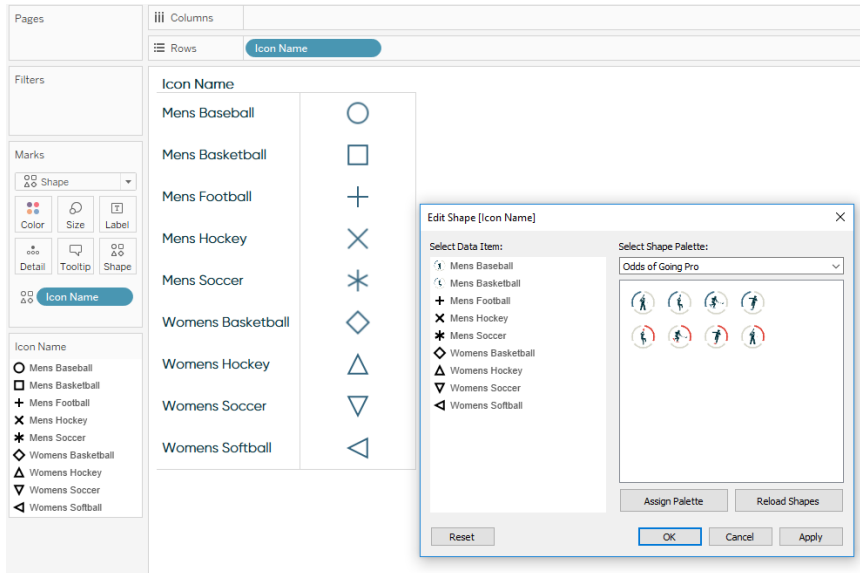 Pages
Columns
Rows
Icon Name
Filters
Marks
Shape
Color
Size
Label
Detail
Tooltip
Shape
Icon Name
Icon Name
Mens Baseball
Mens Basketball
Mens Football
Mens Hockey
Mens Soccer
Womens Basketball
Womens Hockey
Womens Soccer
Womens Softball
Icon Name
Mens Baseball
Mens Basketball
Mens Football
Mens Hockey
Mens Soccer
Womens Basketball
Womens Hockey
Womens Soccer
Womens Softball
Edit Shape [Icon Name]
Select Data Item:
Mens Baseball
Mens Basketball
Mens Football
Mens Hockey
Mens Soccer
Womens Basketball
Womens Hockey
Womens Soccer
Womens Softball
Select Shape Palette:
Odds of Going Pro
Assign Palette
Reload Shapes
Reset
OK
Cancel
Apply